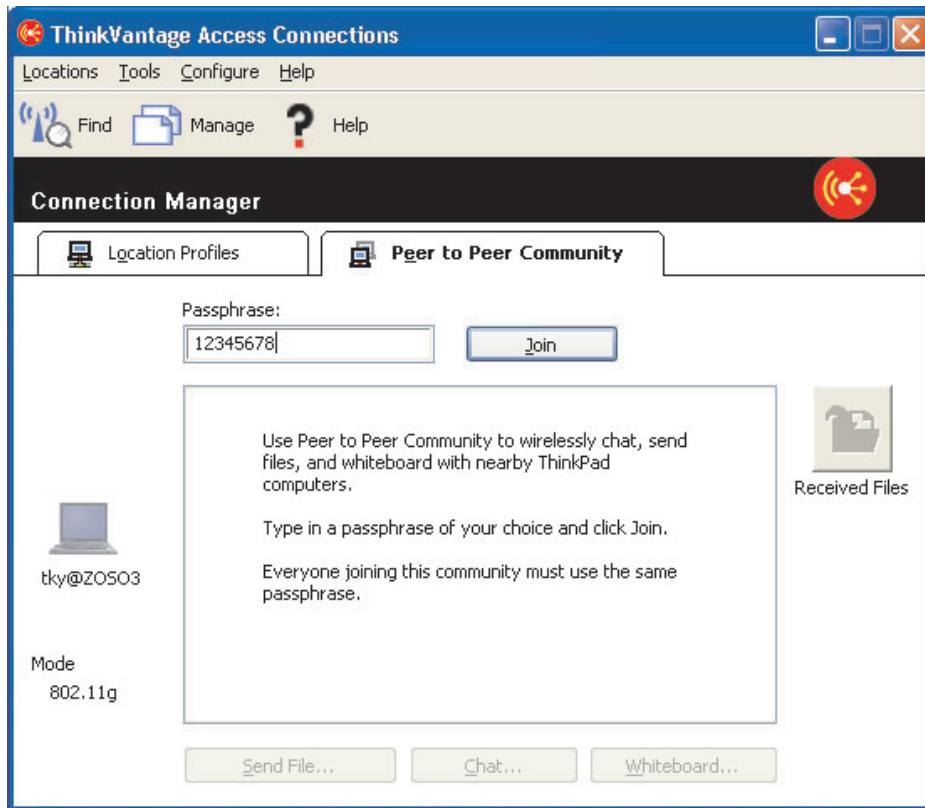 ThinkVantage Access Connections
Locations Tools Configure Help
Find Manage ? Help
Connection Manager
Location Profiles
Peer to Peer Community
Passphrase:
12345678
Join
Use Peer to Peer Community to wirelessly chat, send
files, and whiteboard with nearby ThinkPad
computers.
Type in a passphrase of your choice and click Join.
Everyone joining this community must use the same
passphrase.
Received Files
tky@ZOSO3
Mode
802.11g
Send File...
Chat...
Whiteboard...